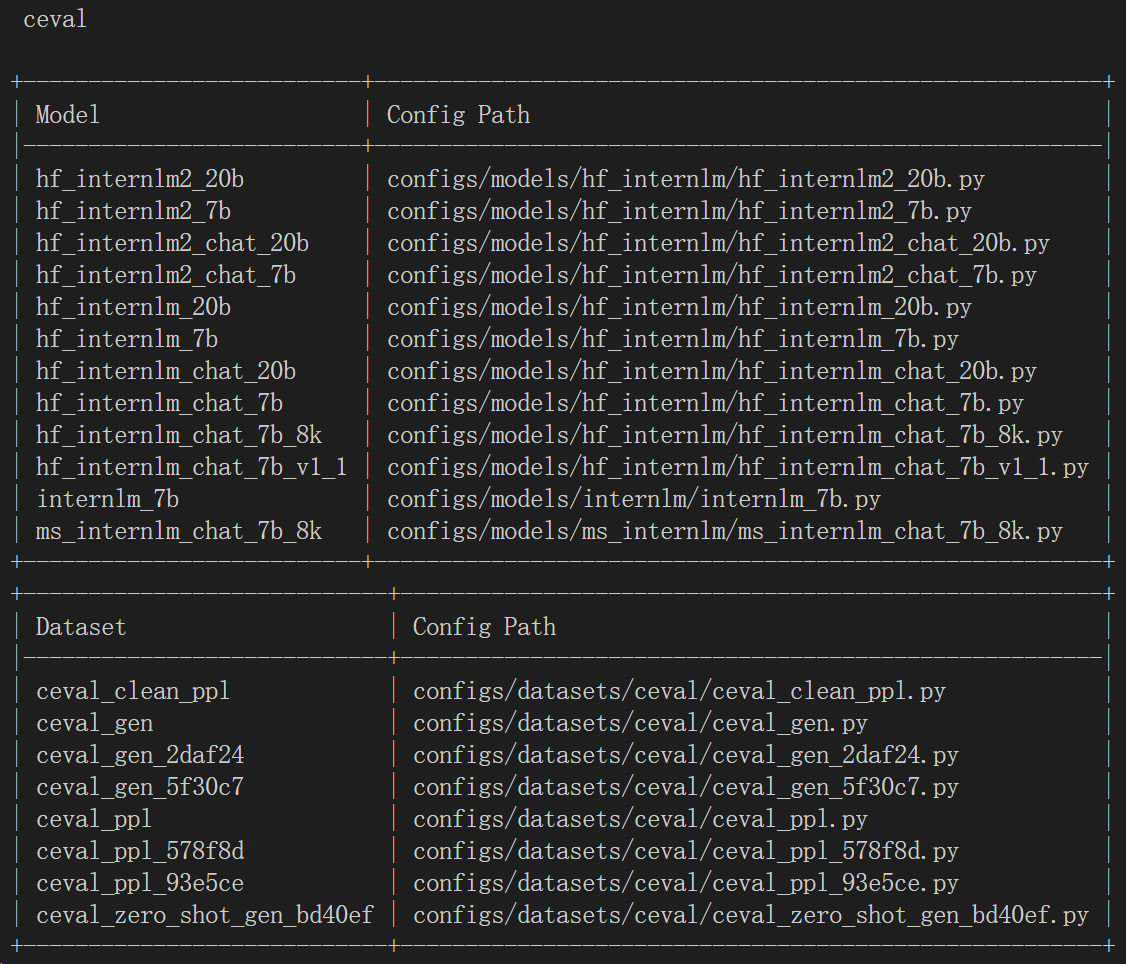 ceval
+--------------------------+--------------------------------------------------------+
| Model                    | Config Path                                            |
|--------------------------+--------------------------------------------------------|
| hf_internlm2_20b         | configs/models/hf_internlm/hf_internlm2_20b.py         |
| hf_internlm2_7b          | configs/models/hf_internlm/hf_internlm2_7b.py          |
| hf_internlm2_chat_20b    | configs/models/hf_internlm/hf_internlm2_chat_20b.py    |
| hf_internlm2_chat_7b     | configs/models/hf_internlm/hf_internlm2_chat_7b.py     |
| hf_internlm_20b          | configs/models/hf_internlm/hf_internlm_20b.py          |
| hf_internlm_7b           | configs/models/hf_internlm/hf_internlm_7b.py           |
| hf_internlm_chat_20b     | configs/models/hf_internlm/hf_internlm_chat_20b.py     |
| hf_internlm_chat_7b      | configs/models/hf_internlm/hf_internlm_chat_7b.py      |
| hf_internlm_chat_7b_8k   | configs/models/hf_internlm/hf_internlm_chat_7b_8k.py   |
| hf_internlm_chat_7b_v1_1 | configs/models/hf_internlm/hf_internlm_chat_7b_v1_1.py |
| internlm_7b              | configs/models/internlm/internlm_7b.py                 |
| ms_internlm_chat_7b_8k   | configs/models/ms_internlm/ms_internlm_chat_7b_8k.py   |
+--------------------------+--------------------------------------------------------+
+----------------------------+------------------------------------------------------+
| Dataset                    | Config Path                                          |
|----------------------------+------------------------------------------------------|
| ceval_clean_ppl            | configs/datasets/ceval/ceval_clean_ppl.py            |
| ceval_gen                  | configs/datasets/ceval/ceval_gen.py                  |
| ceval_gen_2daf24           | configs/datasets/ceval/ceval_gen_2daf24.py           |
| ceval_gen_5f30c7           | configs/datasets/ceval/ceval_gen_5f30c7.py           |
| ceval_ppl                  | configs/datasets/ceval/ceval_ppl.py                  |
| ceval_ppl_578f8d           | configs/datasets/ceval/ceval_ppl_578f8d.py           |
| ceval_ppl_93e5ce           | configs/datasets/ceval/ceval_ppl_93e5ce.py           |
| ceval_zero_shot_gen_bd40ef | configs/datasets/ceval/ceval_zero_shot_gen_bd40ef.py |
+----------------------------+------------------------------------------------------+